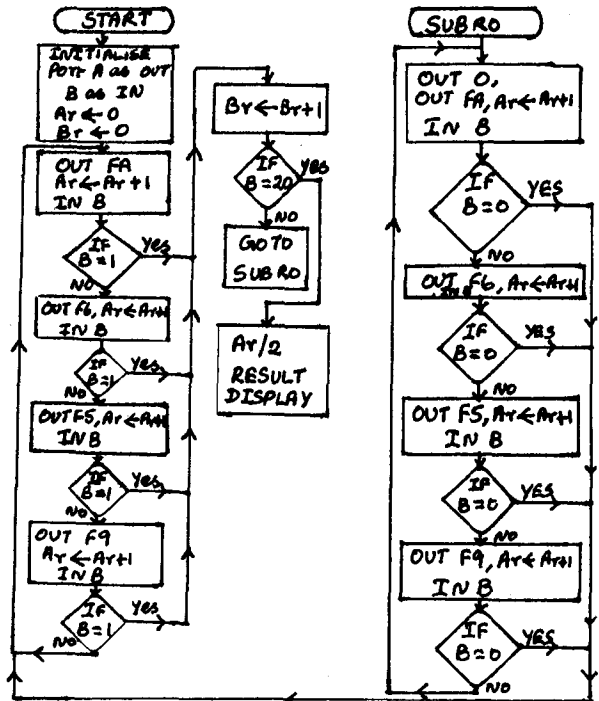 START
INITIALISE
PORT A as OUT
B as IN
Ar ← 0
Br ← 0
OUT FA
Ar ← Ar+1
IN B
IF
B=1
Yes
NO
OUT F6, Ar ← Ar+1
IN B
IF
B=1
Yes
NO
OUT F5, Ar ← Ar+1
IN B
IF
B=1
Yes
NO
OUT F9
Ar ← Ar+1
IN B
IF
B=1
Yes
NO
Br ← Br+1
IF
B=20
YES
NO
GO TO
SUBRO
Ar/2
RESULT
DISPLAY
SUBRO
OUT 0,
OUT FA, Ar ← Ar+1
IN B
IF
B=0
YES
NO
OUT F6, Ar ← Ar+1
IN B
IF
B=0
YES
NO
OUT F5, Ar ← Ar+1
IN B
IF
B=0
YES
NO
OUT F9, Ar ← Ar+1
IN B
IF
B=0
YES
NO